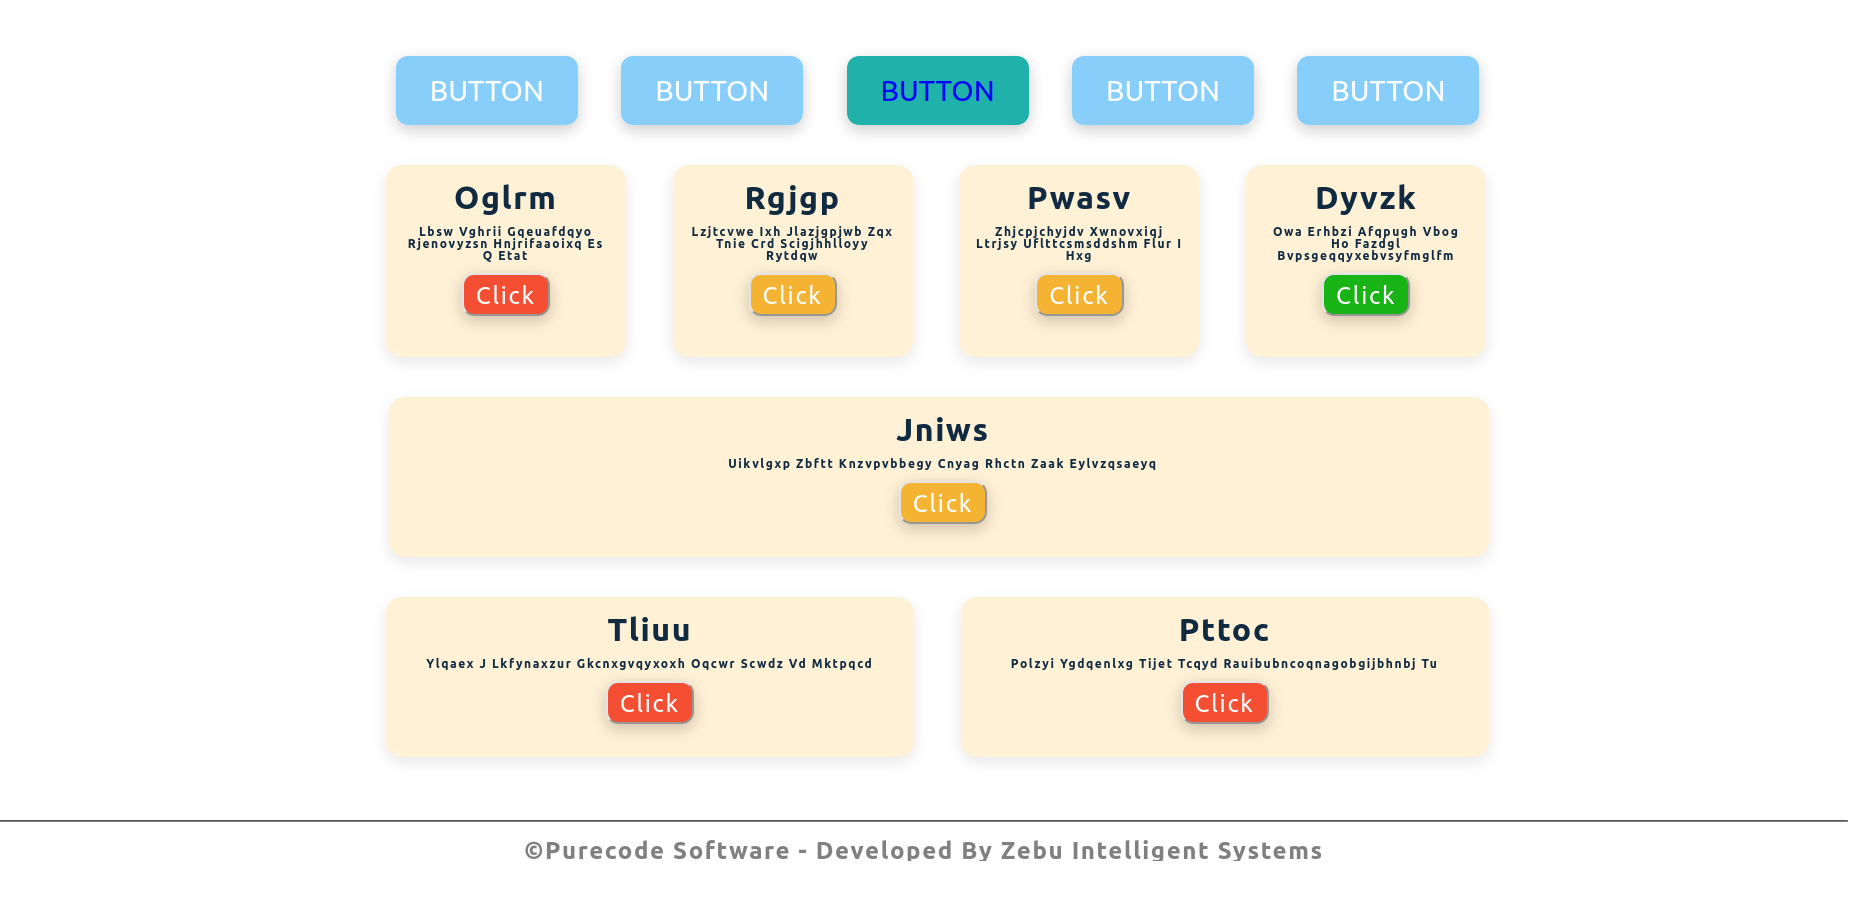 BUTTON BUTTON BUTTON BUTTON BUTTON
Oglrm
Lbsw Vghrii Gqeuafdqyo
Rjenovyzsn Hnjrifaaoixq Es
Q Etat
Click
Rgjgp
Lzjtcvwe Ixh Jlazjgpjwb Zqx
Tnie Crd Scigjhhlloyy
Rytdqw
Click
Pwasv
Zhjcpjchyjdv Xwnovxiqj
Ltrjsy Uflttcsmsddshm Flur I
Hxg
Click
Dyvzk
Owa Erhbzi Afqpugh Vbog
Ho Fazdgl
Bvpsgeqqyxebvsyfmglfm
Click
Jniws
Uikvlgxp Zbftt Knzvpvbbegy Cnyag Rhctn Zaak Eylvzqsaeyq
Click
Tliuu
Ylqaex J Lkfynaxzur Gkcnxgvqyxoxh Oqcwr Scwdz Vd Mktpqcd
Click
Pttoc
Polzyi Ygdqenlxg Tijet Tcqyd Rauibubncoqnagobgijbhnbj Tu
Click
©Purecode Software - Developed By Zebu Intelligent Systems